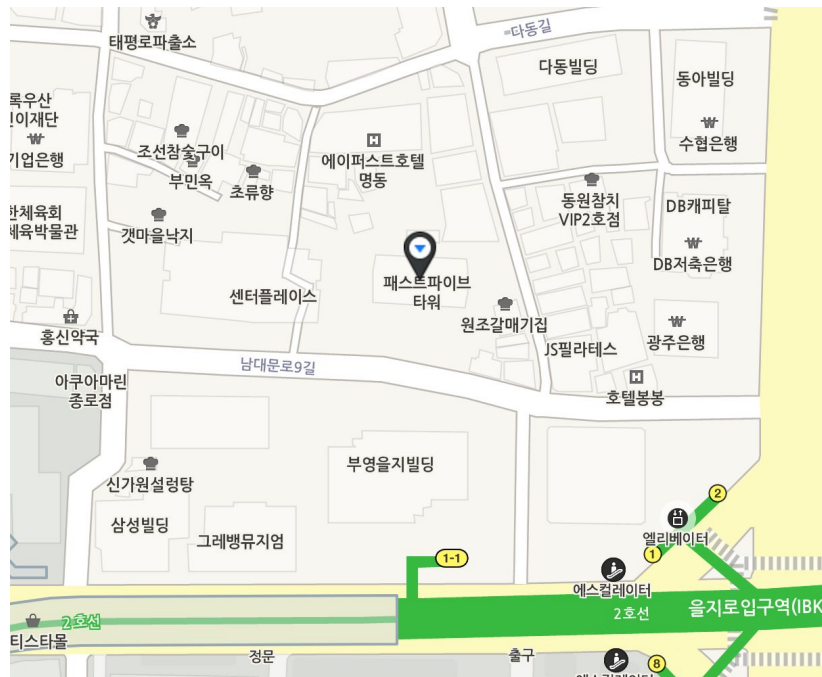 태평로파출소
다동길
다동빌딩
동아빌딩
록우산
기업은행
수협은행
조선참숯구이
에이퍼스트호텔
명동
부민옥
초류향
동원참치
VIP2호점
DB캐피탈
한체육회
체육박물관
갯마을낙지
DB저축은행
패스트파이브
타워
센터플레이스
원조갈매기집
홍신약국
JS필라테스
광주은행
남대문로9길
아쿠아마린
종로점
호텔봉봉
부영을지빌딩
신가원설렁탕
2
삼성빌딩
그레뱅뮤지엄
엘리베이터
1
1-1
에스컬레이터
을지로입구역(IBK
2호선
2호선
티스타몰
정문
출구
8